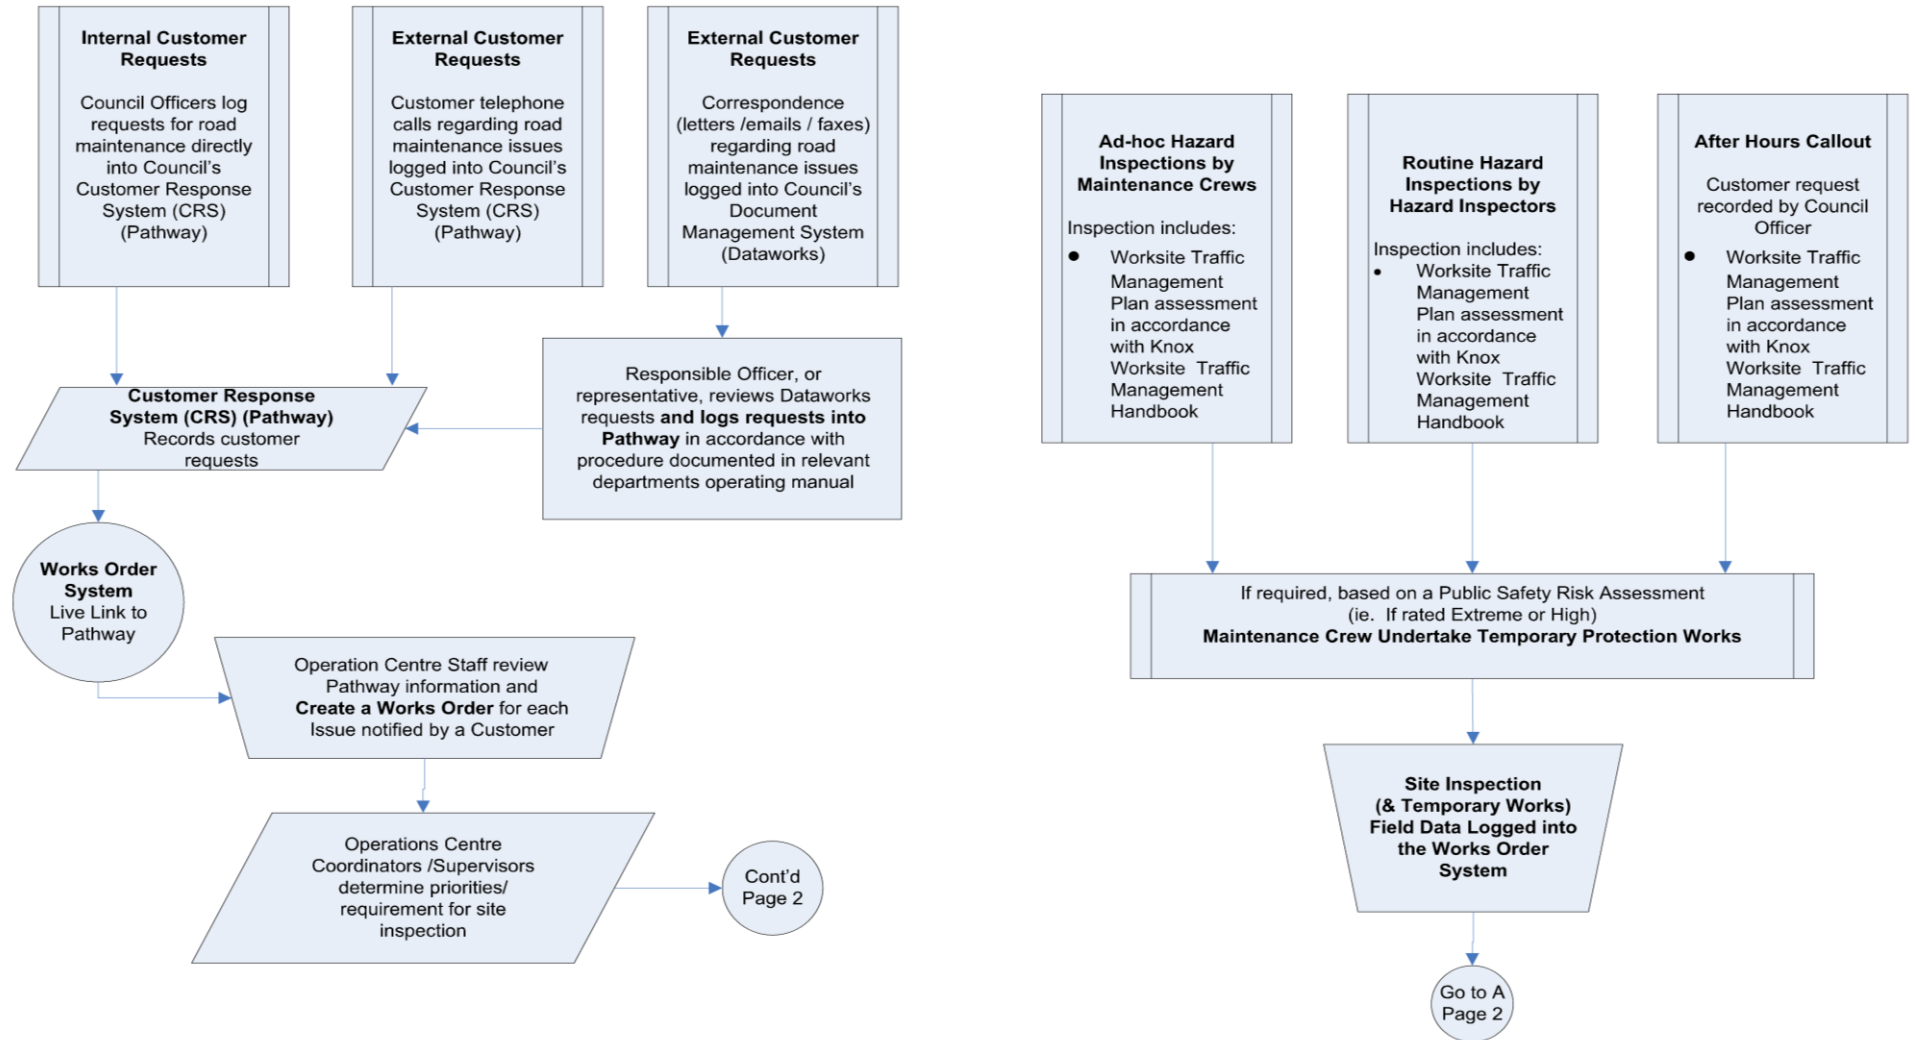 Internal Customer
Requests
Council Officers log
requests for road
maintenance directly
into Council's
Customer Response
System (CRS)
(Pathway)
External Customer
Requests
Customer telephone
calls regarding road
maintenance issues
logged into Council's
Customer Response
System (CRS)
(Pathway)
External Customer
Requests
Correspondence
(letters /emails / faxes)
regarding road
maintenance issues
logged into Council's
Document
Management System
(Dataworks)
Customer Response
System (CRS) (Pathway)
Records customer
requests
Responsible Officer, or
representative, reviews Dataworks
requests and logs requests into
Pathway in accordance with
procedure documented in relevant
departments operating manual
Works Order
System
Live Link to
Pathway
Operation Centre Staff review
Pathway information and
Create a Works Order for each
Issue notified by a Customer
Operations Centre
Coordinators /Supervisors
determine priorities/
requirement for site
inspection
Cont'd
Page 2
Ad-hoc Hazard
Inspections by
Maintenance Crews
Inspection includes:
● Worksite Traffic
Management
Plan assessment
in accordance
with Knox
Worksite Traffic
Management
Handbook
Routine Hazard
Inspections by
Hazard Inspectors
Inspection includes:
• Worksite Traffic
Management
Plan assessment
in accordance
with Knox
Worksite Traffic
Management
Handbook
After Hours Callout
Customer request
recorded by Council
Officer
● Worksite Traffic
Management
Plan assessment
in accordance
with Knox
Worksite Traffic
Management
Handbook
If required, based on a Public Safety Risk Assessment
(ie. If rated Extreme or High)
Maintenance Crew Undertake Temporary Protection Works
Site Inspection
(& Temporary Works)
Field Data Logged into
the Works Order
System
Go to A
Page 2